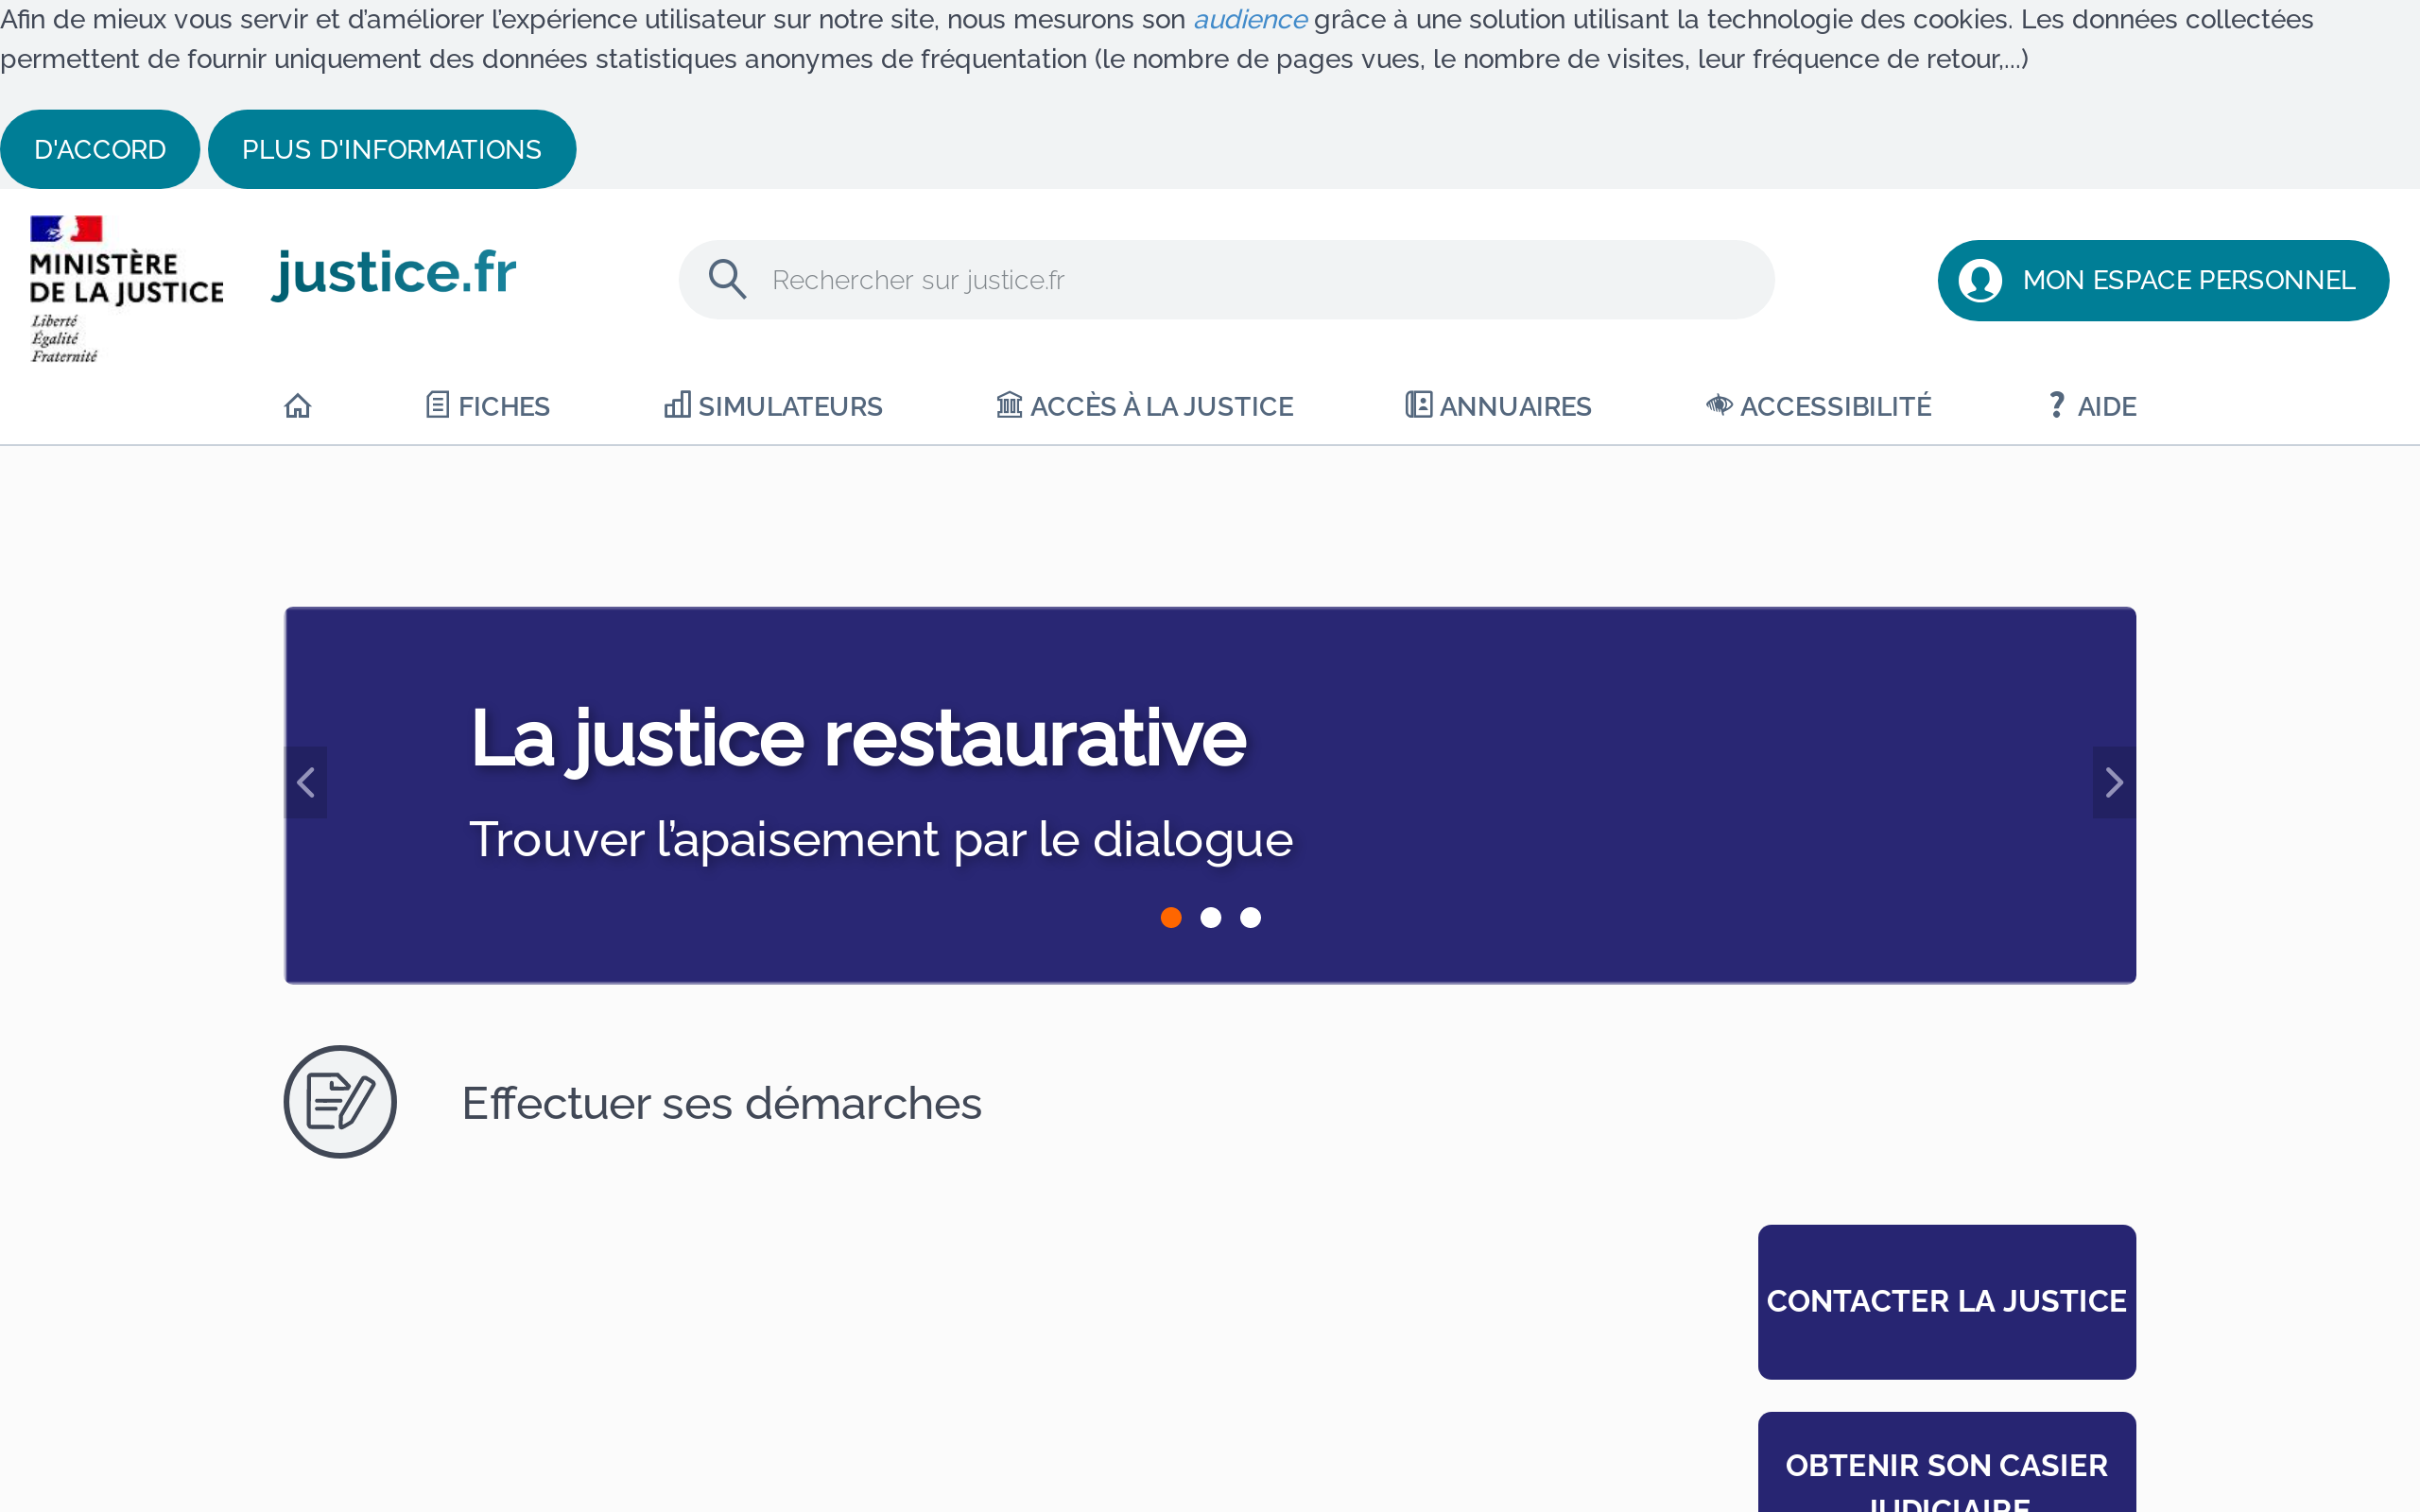 Afin de mieux vous servir et d’améliorer l’expérience utilisateur sur notre site, nous mesurons son audience grâce à une solution utilisant la technologie des cookies. Les données collectées
permettent de fournir uniquement des données statistiques anonymes de fréquentation (le nombre de pages vues, le nombre de visites, leur fréquence de retour,...)
D'ACCORD
PLUS D'INFORMATIONS
MINISTÈRE
DE LA JUSTICE
Liberté
Égalité
Fraternité
justice.fr
Rechercher sur justice.fr
MON ESPACE PERSONNEL
FICHES
SIMULATEURS
ACCÈS À LA JUSTICE
ANNUAIRES
ACCESSIBILITÉ
AIDE
La justice restaurative
Trouver l’apaisement par le dialogue
Effectuer ses démarches
CONTACTER LA JUSTICE
OBTENIR SON CASIER
JUDICIAIRE